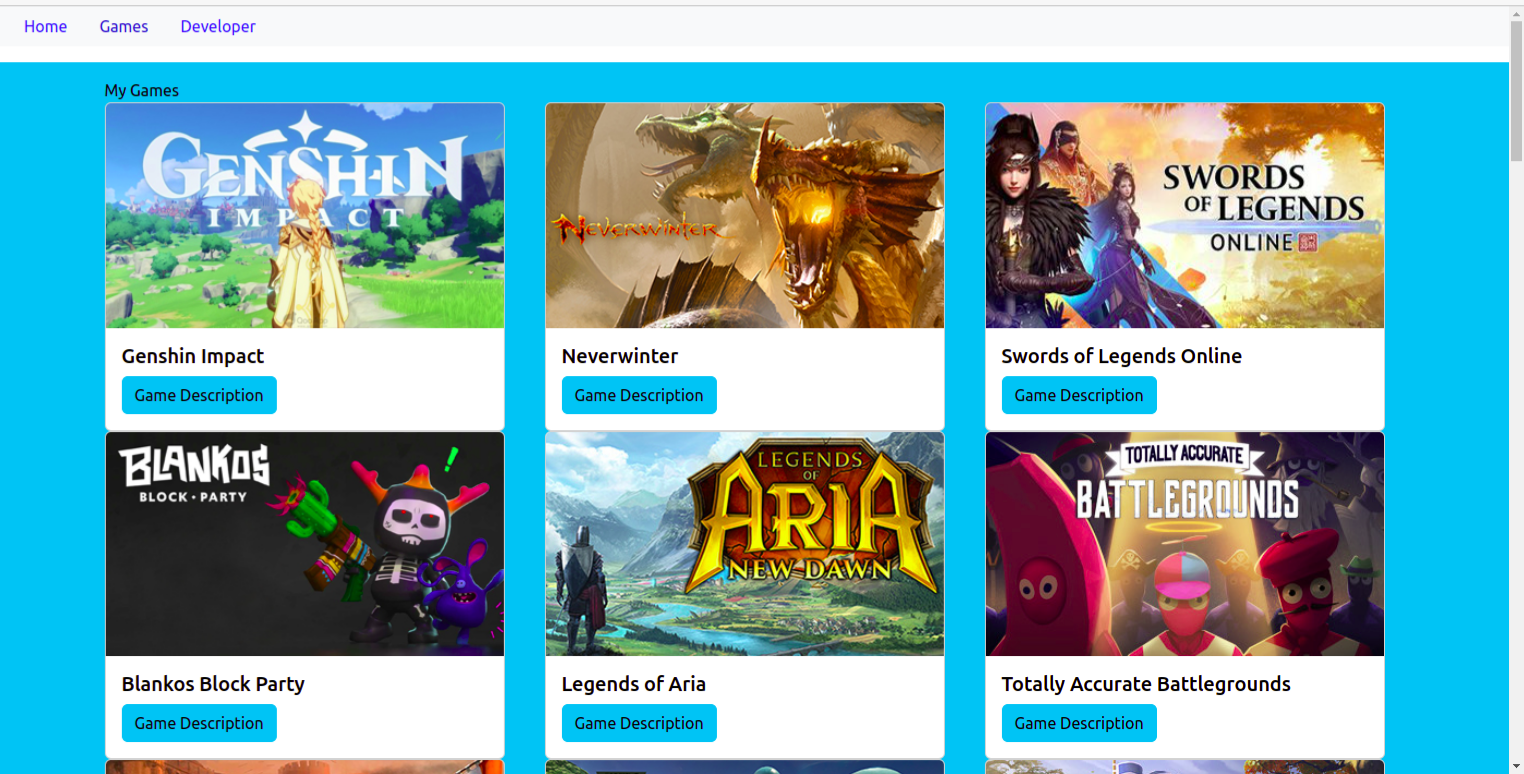 Home Games Developer
My Games
GENSHIN
IMPACT
NEVERWINTER
SWORDS
OF LEGENDS
ONLINE
Genshin Impact
Neverwinter
Swords of Legends Online
Game Description
Game Description
Game Description
BLANKOS
BLOCK • PARTY
LEGENDS
OF
ARIA
NEW DAWN
TOTALLY ACCURATE
BATTLEGROUNDS
Blankos Block Party
Legends of Aria
Totally Accurate Battlegrounds
Game Description
Game Description
Game Description